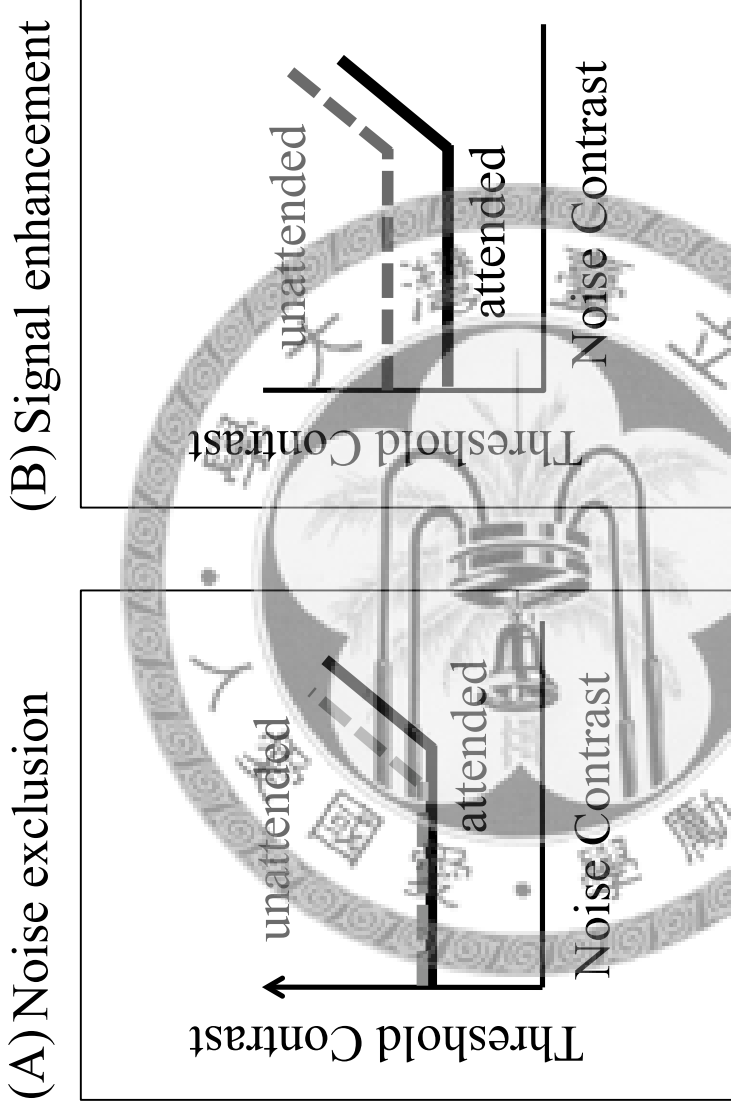 (A) Noise exclusion
Threshold Contrast
unattended
attended
Noise Contrast
(B) Signal enhancement
Threshold Contrast
unattended
attended
Noise Contrast